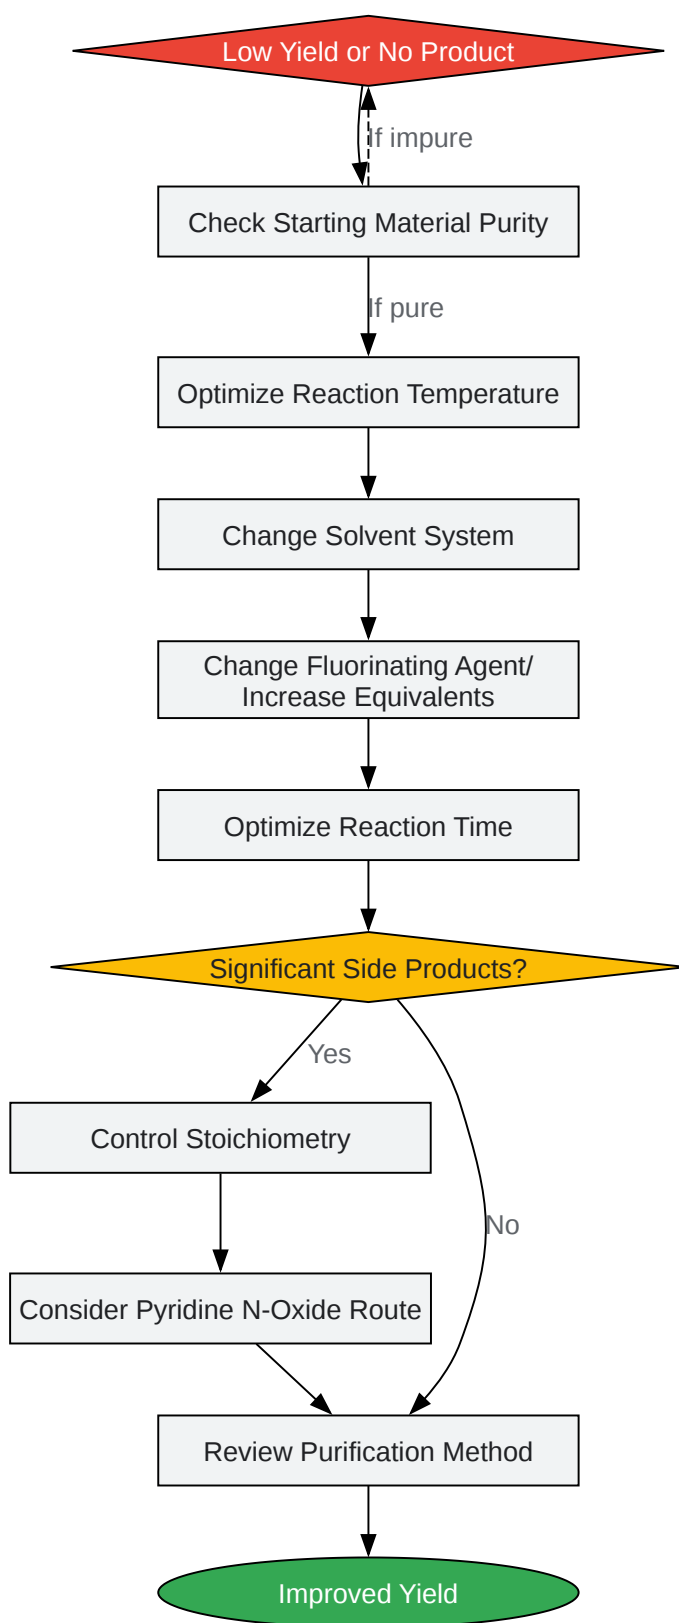 Low Yield or No Product
If impure
Check Starting Material Purity
If pure
Optimize Reaction Temperature
Change Solvent System
Change Fluorinating Agent/
Increase Equivalents
Optimize Reaction Time
Significant Side Products?
Yes
Control Stoichiometry
No
Consider Pyridine N-Oxide Route
Review Purification Method
Improved Yield